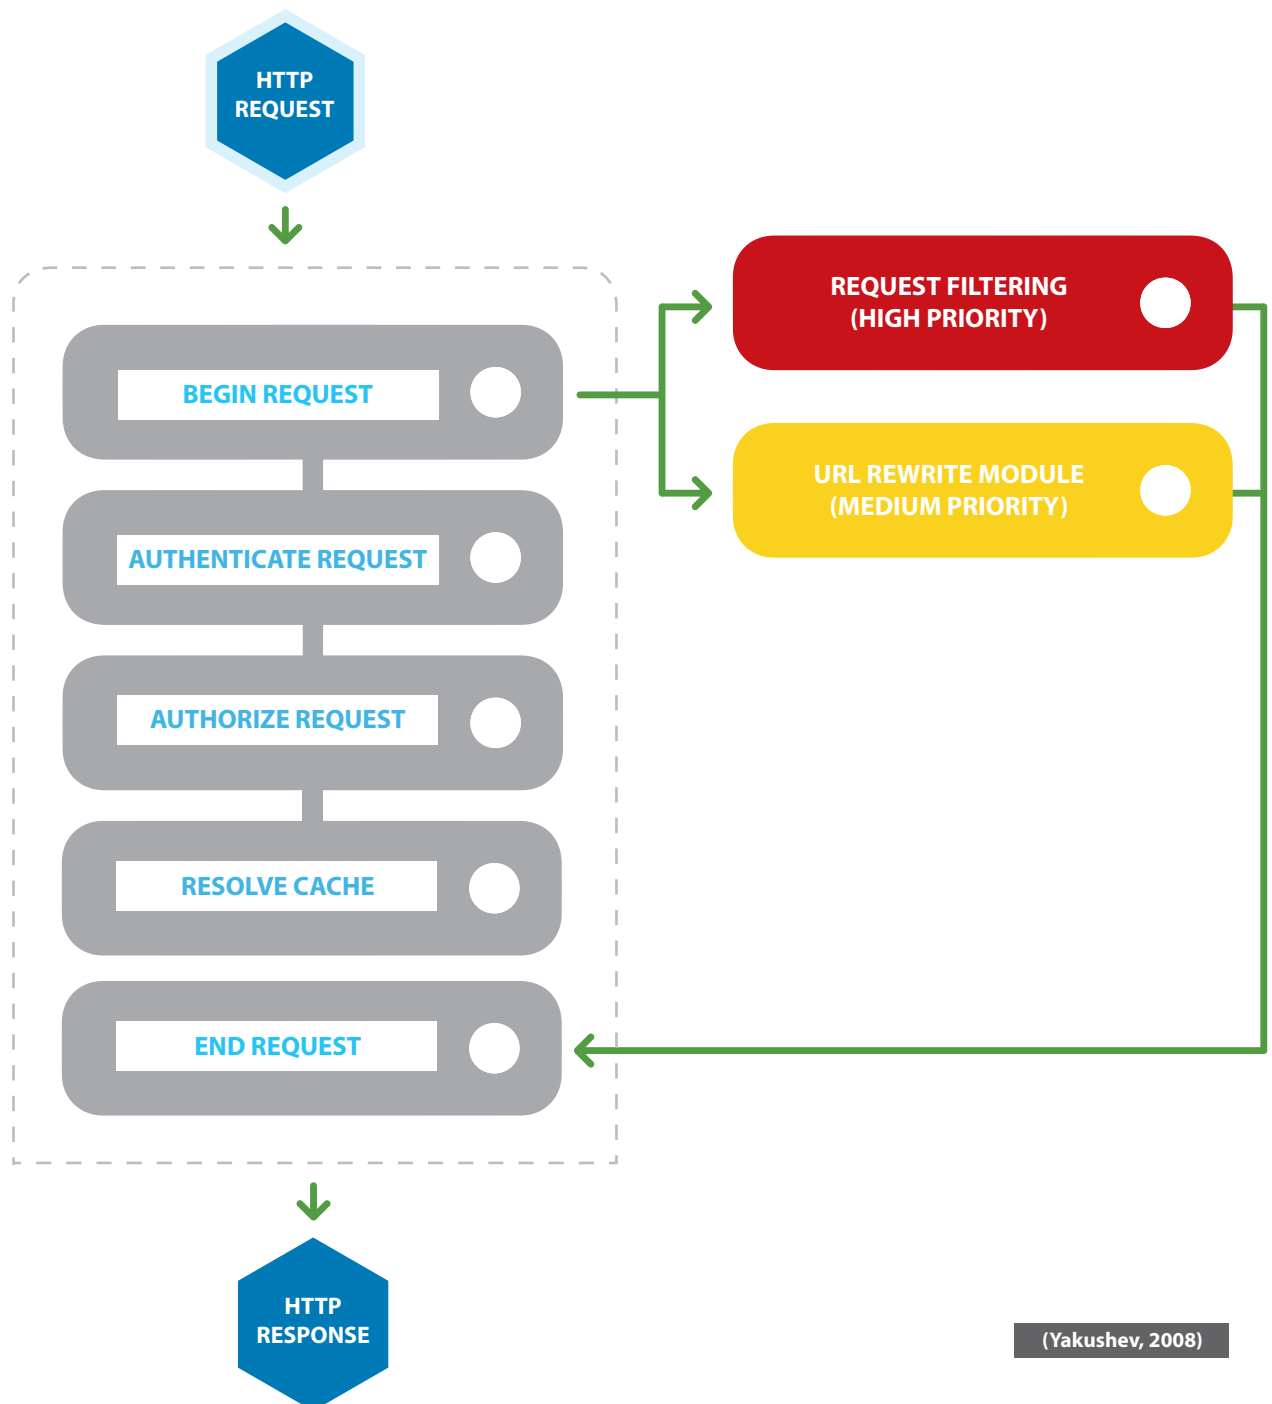 HTTP
REQUEST
REQUEST FILTERING
(HIGH PRIORITY)
BEGIN REQUEST
URL REWRITE MODULE
(MEDIUM PRIORITY)
AUTHENTICATE REQUEST
AUTHORIZE REQUEST
RESOLVE CACHE
END REQUEST
HTTP
RESPONSE
(Yakushev, 2008)